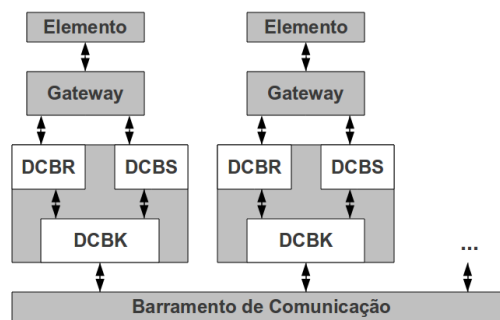 Elemento Elemento
Gateway Gateway
DCBR DCBS DCBR DCBS
DCBK DCBK ...
Barramento de Comunicação